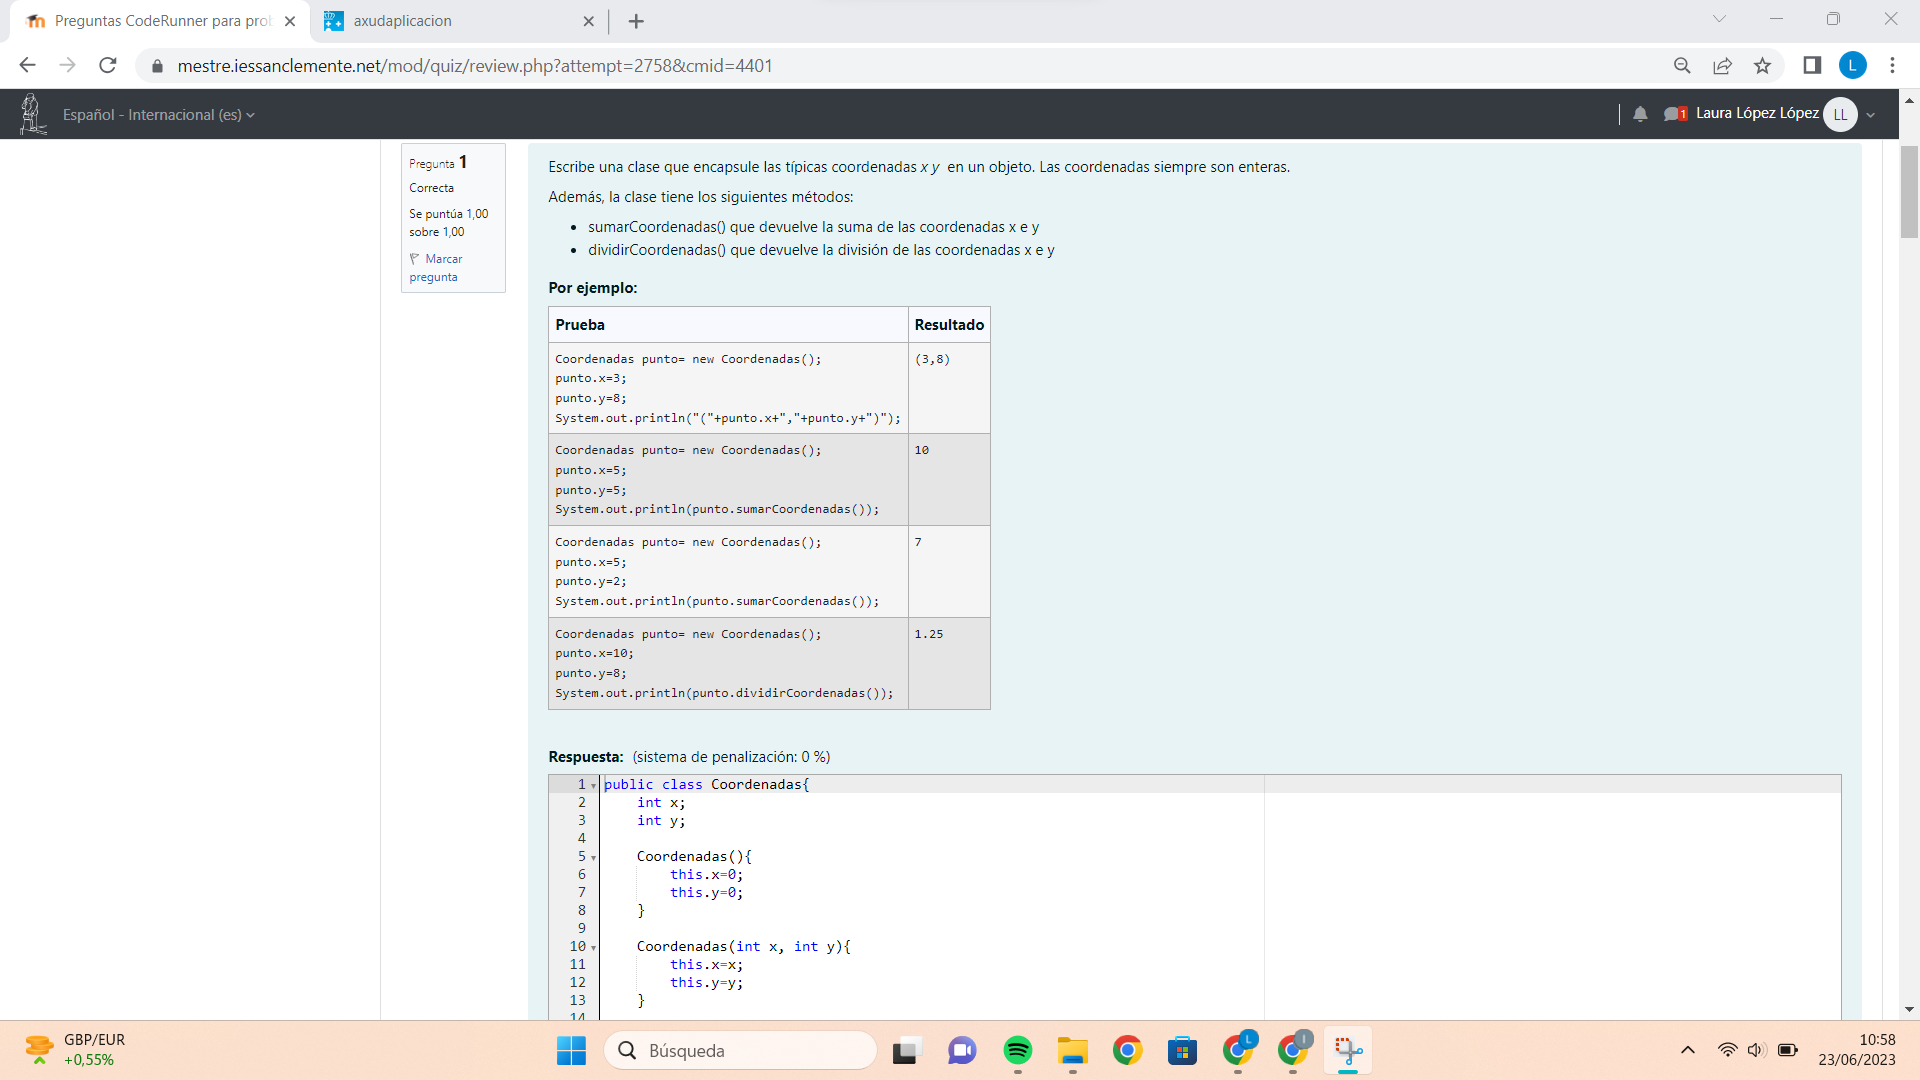 Preguntas CodeRunner para prob
axudaplicacion
mestre.iessanclemente.net/mod/quiz/review.php?attempt=2758&cmid=4401
L
Español - Internacional (es)
1
Laura López López
LL
Pregunta 1
Correcta
Se puntúa 1,00
sobre 1,00
Marcar
pregunta
Escribe una clase que encapsule las típicas coordenadas x y en un objeto. Las coordenadas siempre son enteras.
Además, la clase tiene los siguientes métodos:
• sumarCoordenadas() que devuelve la suma de las coordenadas x e y
• dividirCoordenadas() que devuelve la división de las coordenadas x e y
Por ejemplo:
Prueba Resultado
Coordenadas punto= new Coordenadas(); (3,8)
punto.x=3;
punto.y=8;
System.out.println("("+punto.x+","+punto.y+")");
Coordenadas punto= new Coordenadas(); 10
punto.x=5;
punto.y=5;
System.out.println(punto.sumarCoordenadas());
Coordenadas punto= new Coordenadas(); 7
punto.x=5;
punto.y=2;
System.out.println(punto.sumarCoordenadas());
Coordenadas punto= new Coordenadas(); 1.25
punto.x=10;
punto.y=8;
System.out.println(punto.dividirCoordenadas());
Respuesta: (sistema de penalización: 0 %)
1 public class Coordenadas{
2 int x;
3 int y;
4
5 Coordenadas(){
6 this.x=0;
7 this.y=0;
8 }
9
10 Coordenadas(int x, int y){
11 this.x=x;
12 this.y=y;
13 }
14
GBP/EUR
+0,55%
Búsqueda
L
I
10:58
23/06/2023